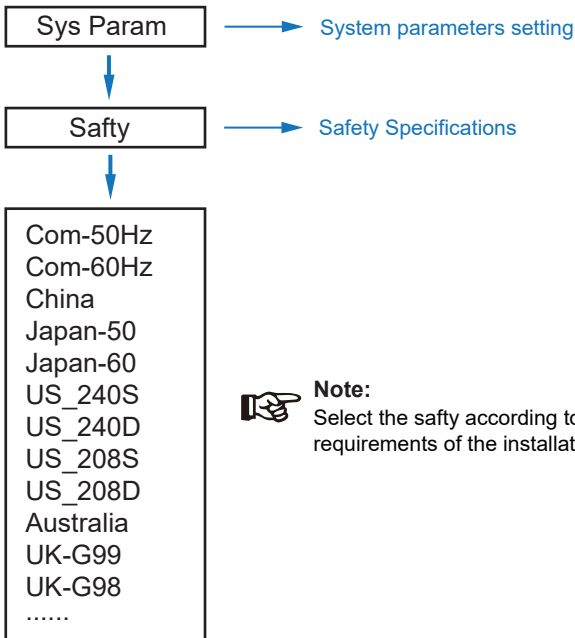 Sys Param
System parameters setting
Safty
Safety Specifications
Com-50Hz
Com-60Hz
China
Japan-50
Japan-60
US_240S
US_240D
US_208S
US_208D
Australia
UK-G99
UK-G98
......
Note:
Select the safty according to
requirements of the installat